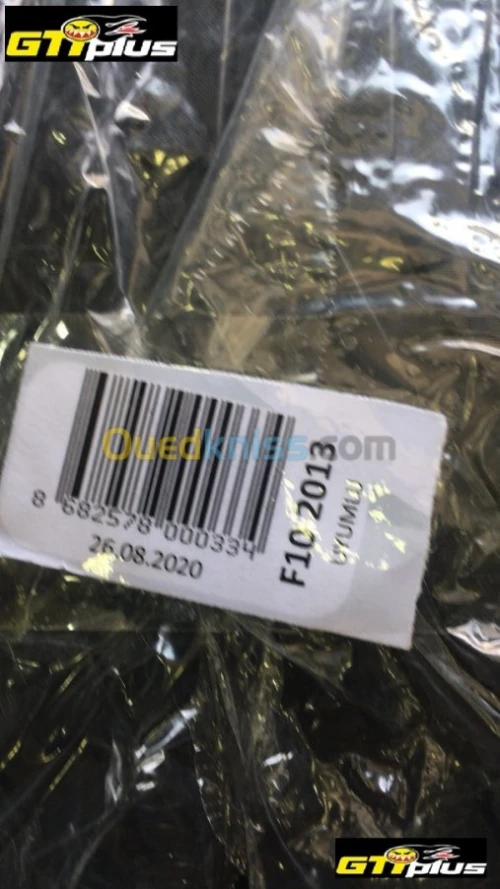 GTIplus
Ouedkniss.com
8 682578 000334
26.08.2020
F10 2013
UYUMLU
GTIplus